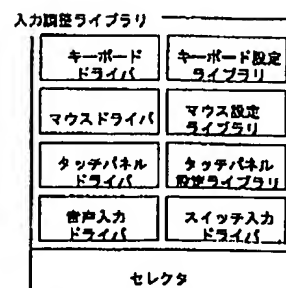 入力調整ライブラリ
キーボード
ドライバ
キーボード設定
ライブラリ
マウスドライバ
マウス設定
ライブラリ
タッチパネル
ドライバ
タッチパネル
設定ライブラリ
音声入力
ドライバ
スイッチ入力
ドライバ
セレクタ